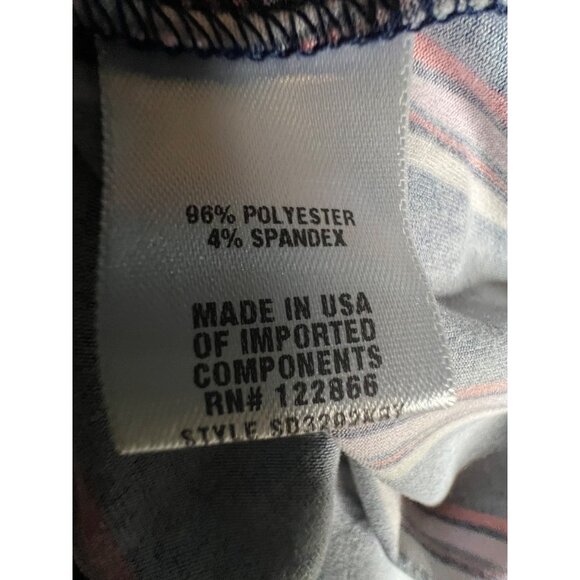 96% POLYESTER
4% SPANDEX
MADE IN USA
OF IMPORTED
COMPONENTS
RN# 122866
STYLE